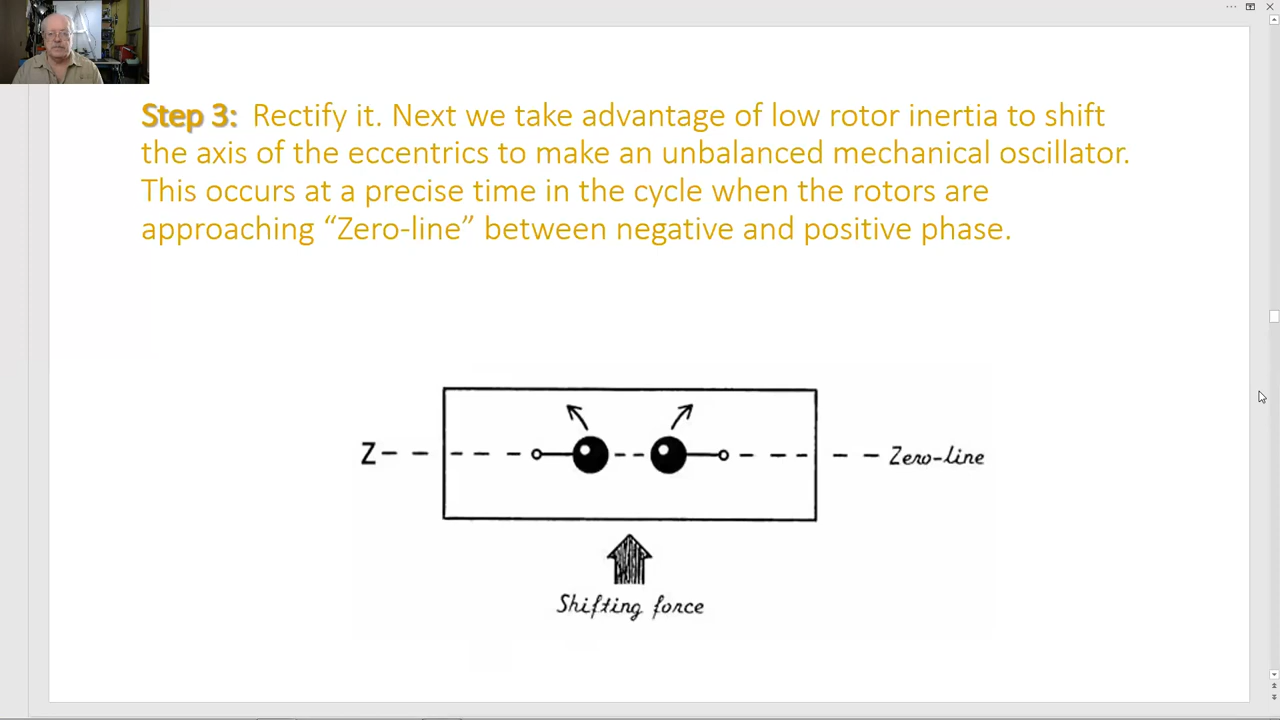 Step 3: Rectify it. Next we take advantage of low rotor inertia to shift
the axis of the eccentrics to make an unbalanced mechanical oscillator.
This occurs at a precise time in the cycle when the rotors are
approaching “Zero-line” between negative and positive phase.
Z
Zero-line
Shifting force